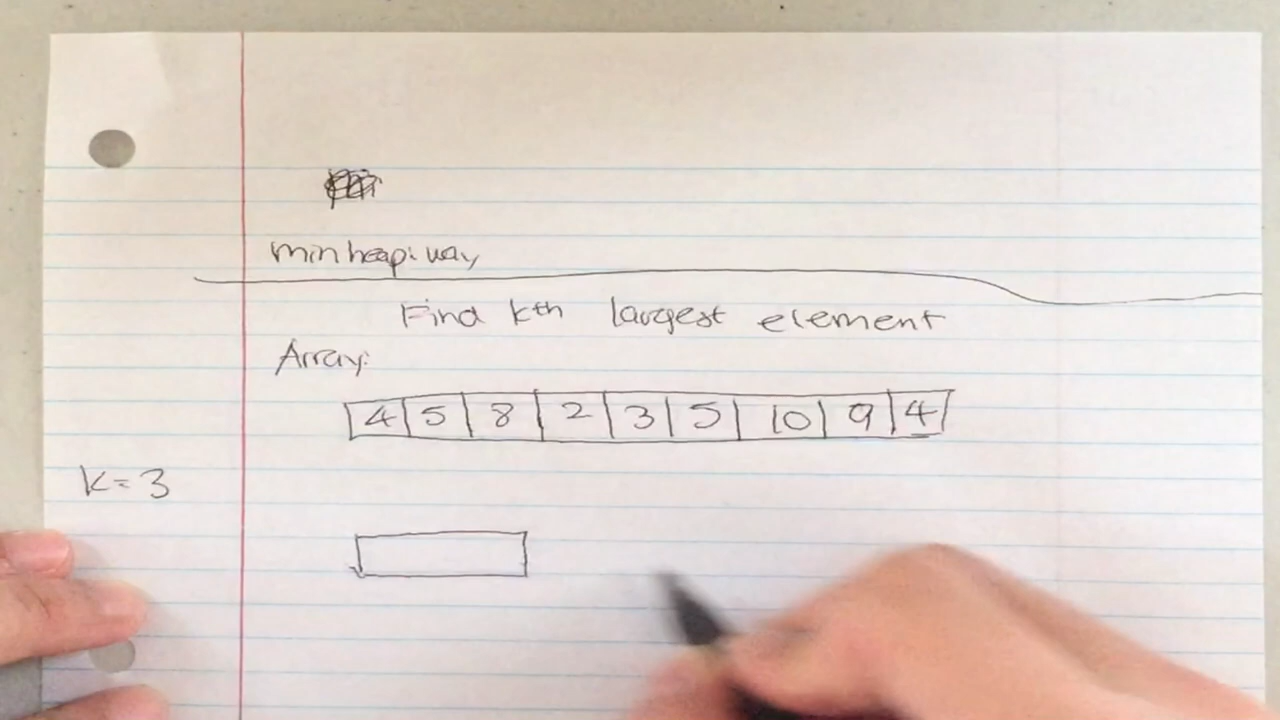 min heap: way
Find kth largest element
Array:
4 5 8 2 3 5 10 9 4
K = 3